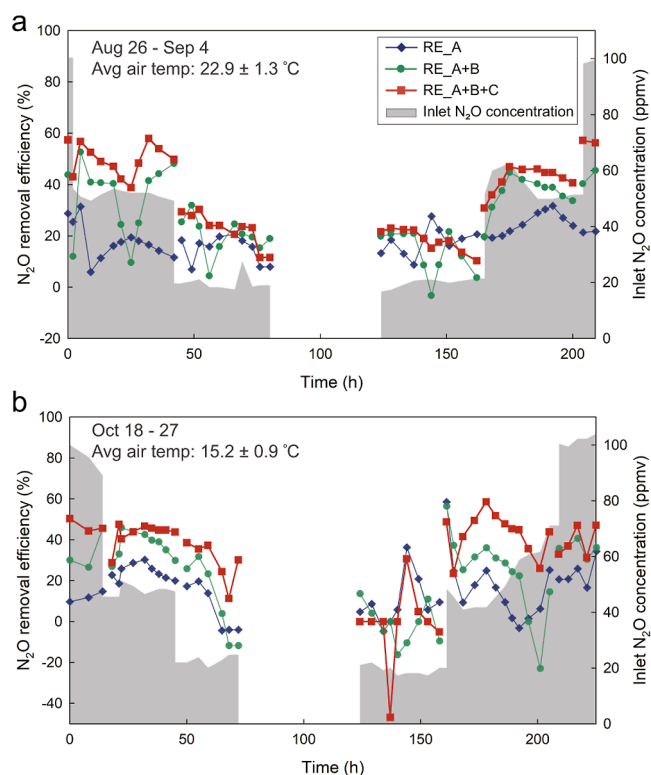 a
Aug 26 - Sep 4
Avg air temp: 22.9 ± 1.3 °C
RE_A
RE_A+B
RE_A+B+C
Inlet N₂O concentration
N₂O removal efficiency (%)
100
80
60
40
20
0
-20
Inlet N₂O concentration (ppmv)
100
80
60
40
20
0
0
50
100
150
200
Time (h)
b
Oct 18 - 27
Avg air temp: 15.2 ± 0.9 °C
N₂O removal efficiency (%)
100
80
60
40
20
0
-20
-40
Inlet N₂O concentration (ppmv)
100
80
60
40
20
0
0
50
100
150
201
Time (h)